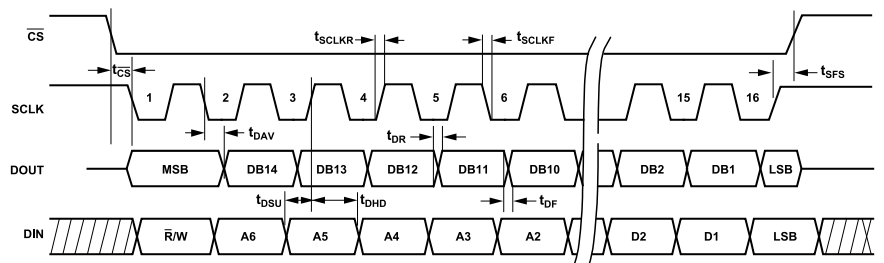 CS
tSCLKR
tSCLKF
tCS
tSFS
SCLK
1
2
3
4
5
6
15
16
tDAV
tDR
DOUT
MSB
DB14
DB13
DB12
DB11
DB10
DB2
DB1
LSB
tDSU
tDHD
tDF
DIN
R/W
A6
A5
A4
A3
A2
D2
D1
LSB